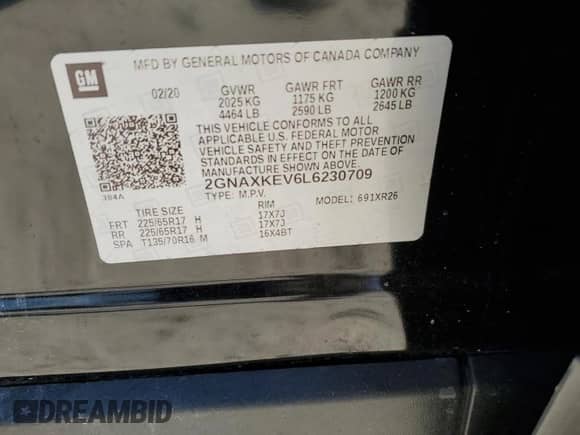 GM
MFD BY GENERAL MOTORS OF CANADA COMPANY
02/20 GVWR GAWR FRT GAWR RR
2025 KG 1175 KG 1200 KG
4464 LB 2590 LB 2645 LB
THIS VEHICLE CONFORMS TO ALL
APPLICABLE U.S. FEDERAL MOTOR
VEHICLE SAFETY AND THEFT PREVENTION
STANDARDS IN EFFECT ON THE DATE OF
MANUFACTURE SHOWN ABOVE.
2GNAXKEV6L6230709
384A TYPE: M.P.V. MODEL: 691XR26
TIRE SIZE RIM
FRT 225/65R17 H 17X7J
RR 225/65R17 H 17X7J
SPA T135/70R16 M 16X4BT
DREAMBID